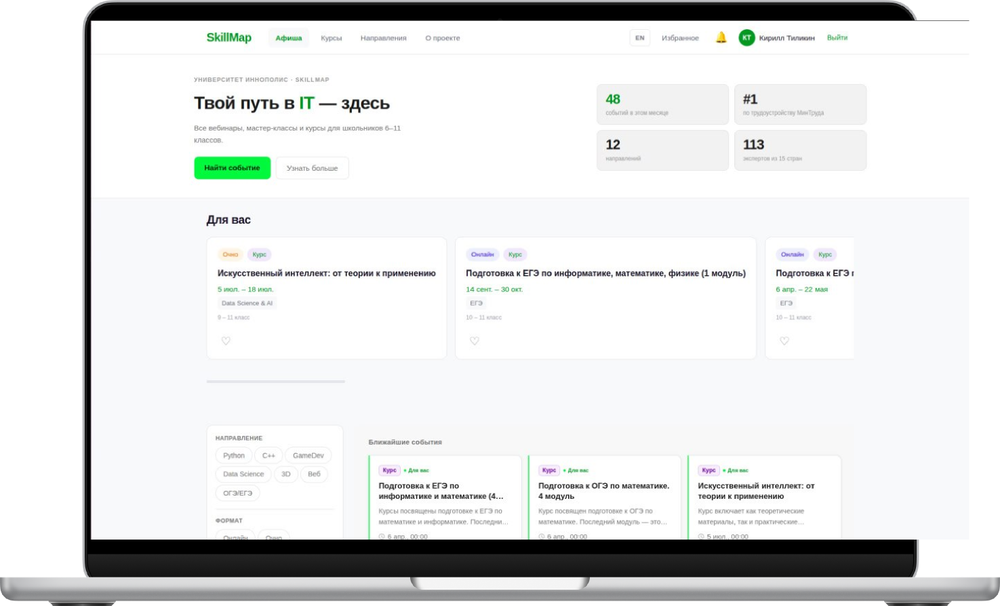 SkillMap Афиша Курсы Направления О проекте EN Избранное КТ Кирилл Тиликин Выйти
УНИВЕРСИТЕТ ИННОПОЛИС · SKILLMAP
Твой путь в IT — здесь
Все вебинары, мастер-классы и курсы для школьников 6–11
классов.
Найти событие Узнать больше
48
событий в этом месяце
#1
по трудоустройству МинТруда
12
направлений
113
экспертов из 15 стран
Для вас
Очно Курс
Искусственный интеллект: от теории к применению
5 июл. – 18 июл.
Data Science & AI
9 – 11 класс
Онлайн Курс
Подготовка к ЕГЭ по информатике, математике, физике (1 модуль)
14 сент. – 30 окт.
ЕГЭ
10 – 11 класс
Онлайн Курс
Подготовка к ЕГЭ
6 апр. – 22 мая
ЕГЭ
10 – 11 класс
НАПРАВЛЕНИЕ
Python C++ GameDev
Data Science 3D Веб
ОГЭ/ЕГЭ
ФОРМАТ
Онлайн Очно
Ближайшие события
Курс • Для вас
Подготовка к ЕГЭ по
информатике и математике (4...
Курсы посвящены подготовке к ЕГЭ по
математике и информатике. Последни...
6 апр., 00:00
Курс • Для вас
Подготовка к ОГЭ по математике.
4 модуль
Курс посвящен подготовке к ОГЭ по
математике. Последний модуль — это...
6 апр., 00:00
Курс • Для вас
Искусственный интеллект: от
теории к применению
Курс включает как теоретические
материалы, так и практические...
5 июл., 00:00